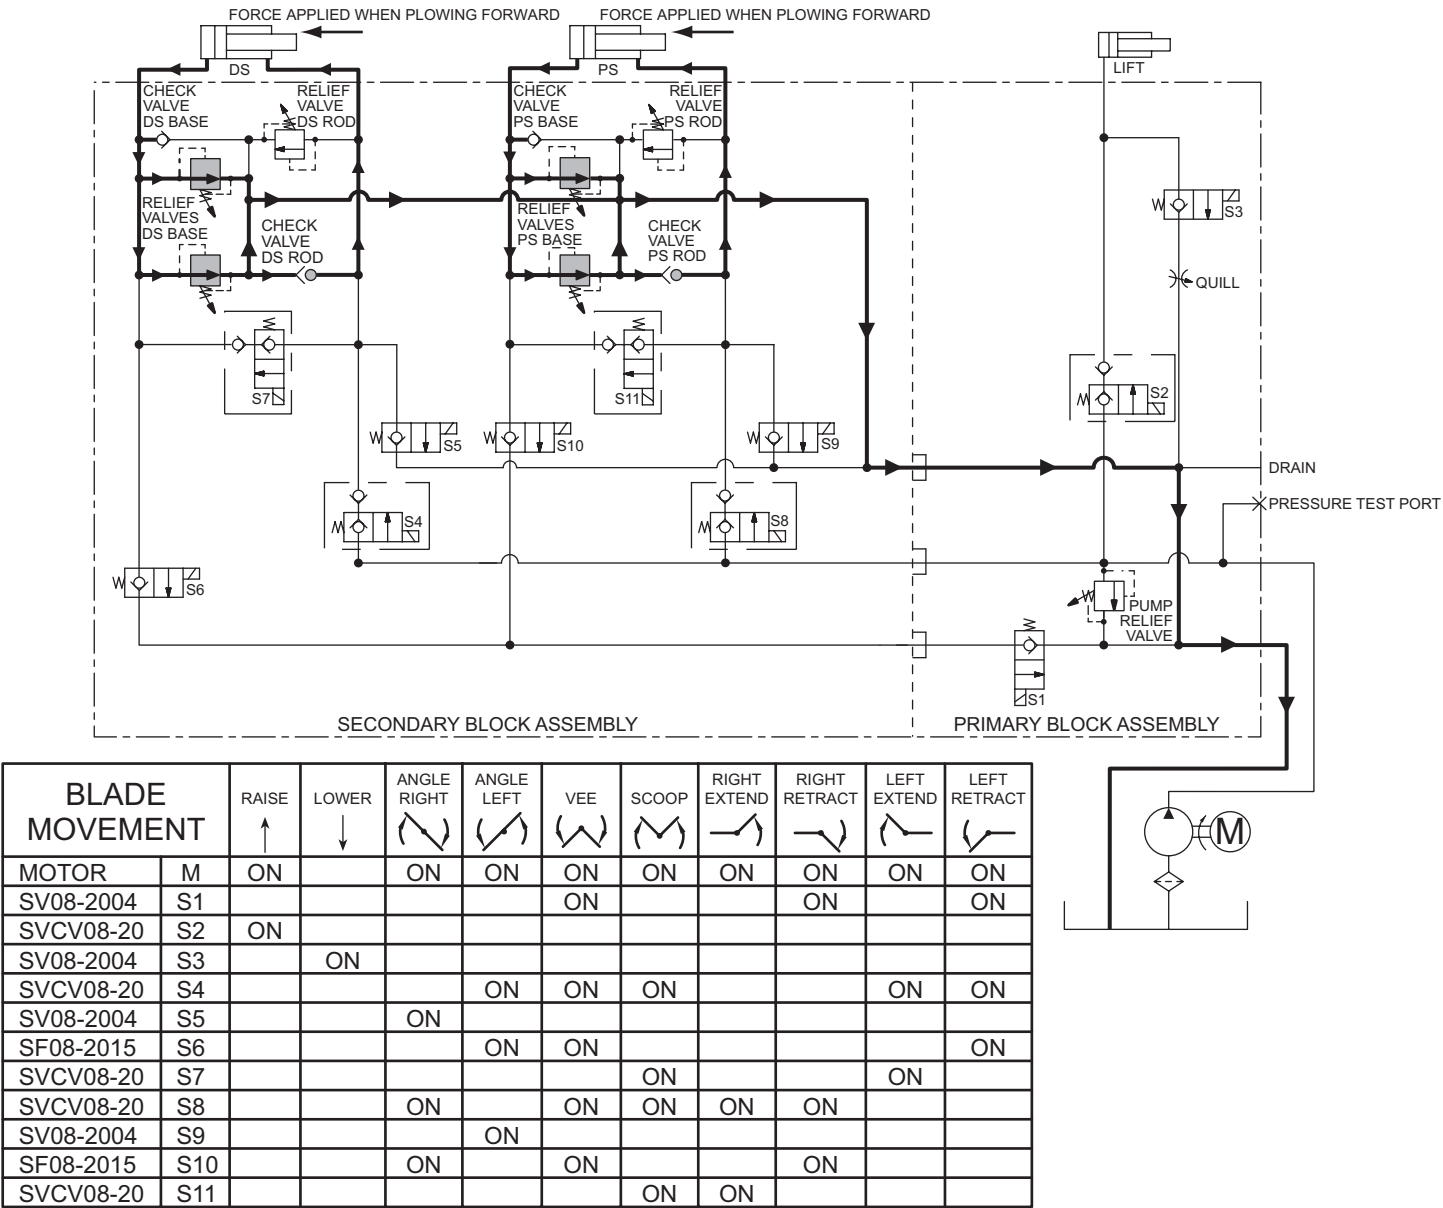 FORCE APPLIED WHEN PLOWING FORWARD
FORCE APPLIED WHEN PLOWING FORWARD
DS
PS
LIFT
CHECK
VALVE
DS BASE
RELIEF
VALVE
DS ROD
CHECK
VALVE
PS BASE
RELIEF
VALVE
PS ROD
RELIEF
VALVES
DS BASE
CHECK
VALVE
DS ROD
RELIEF
VALVES
PS BASE
CHECK
VALVE
PS ROD
S3
QUILL
S7
S11
S2
S5
S10
S9
DRAIN
PRESSURE TEST PORT
S4
S8
S6
PUMP
RELIEF
VALVE
S1
SECONDARY BLOCK ASSEMBLY
PRIMARY BLOCK ASSEMBLY
M
BLADE
MOVEMENT
RAISE
LOWER
ANGLE
RIGHT
ANGLE
LEFT
VEE
SCOOP
RIGHT
EXTEND
RIGHT
RETRACT
LEFT
EXTEND
LEFT
RETRACT
MOTOR M ON ON ON ON ON ON ON ON ON
SV08-2004 S1 ON ON ON
SVCV08-20 S2 ON
SV08-2004 S3 ON
SVCV08-20 S4 ON ON ON ON ON
SV08-2004 S5 ON
SF08-2015 S6 ON ON ON
SVCV08-20 S7 ON ON
SVCV08-20 S8 ON ON ON ON ON
SV08-2004 S9 ON
SF08-2015 S10 ON ON ON
SVCV08-20 S11 ON ON